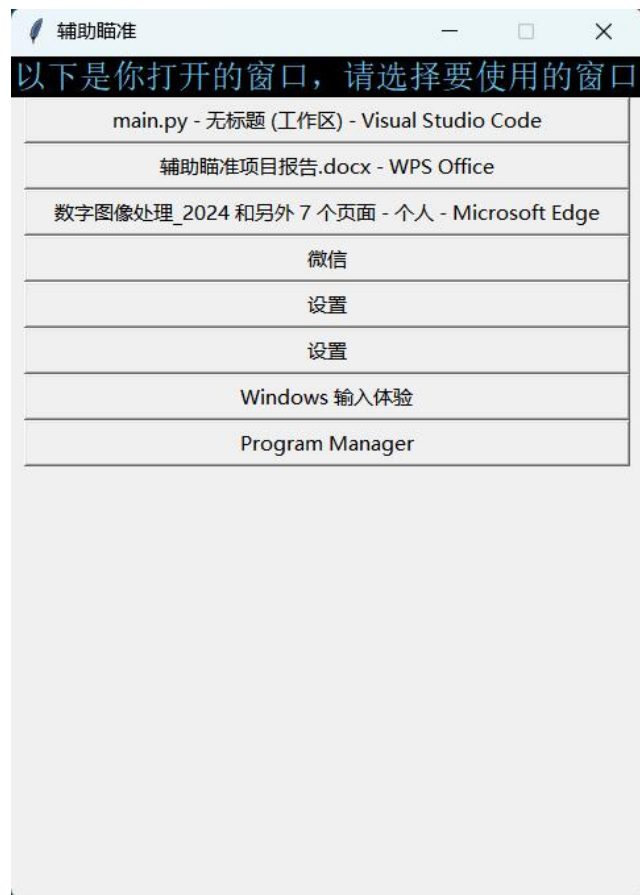 辅助瞄准
以下是你打开的窗口，请选择要使用的窗口
main.py - 无标题 (工作区) - Visual Studio Code
辅助瞄准项目报告.docx - WPS Office
数字图像处理_2024 和另外 7 个页面 - 个人 - Microsoft Edge
微信
设置
设置
Windows 输入体验
Program Manager